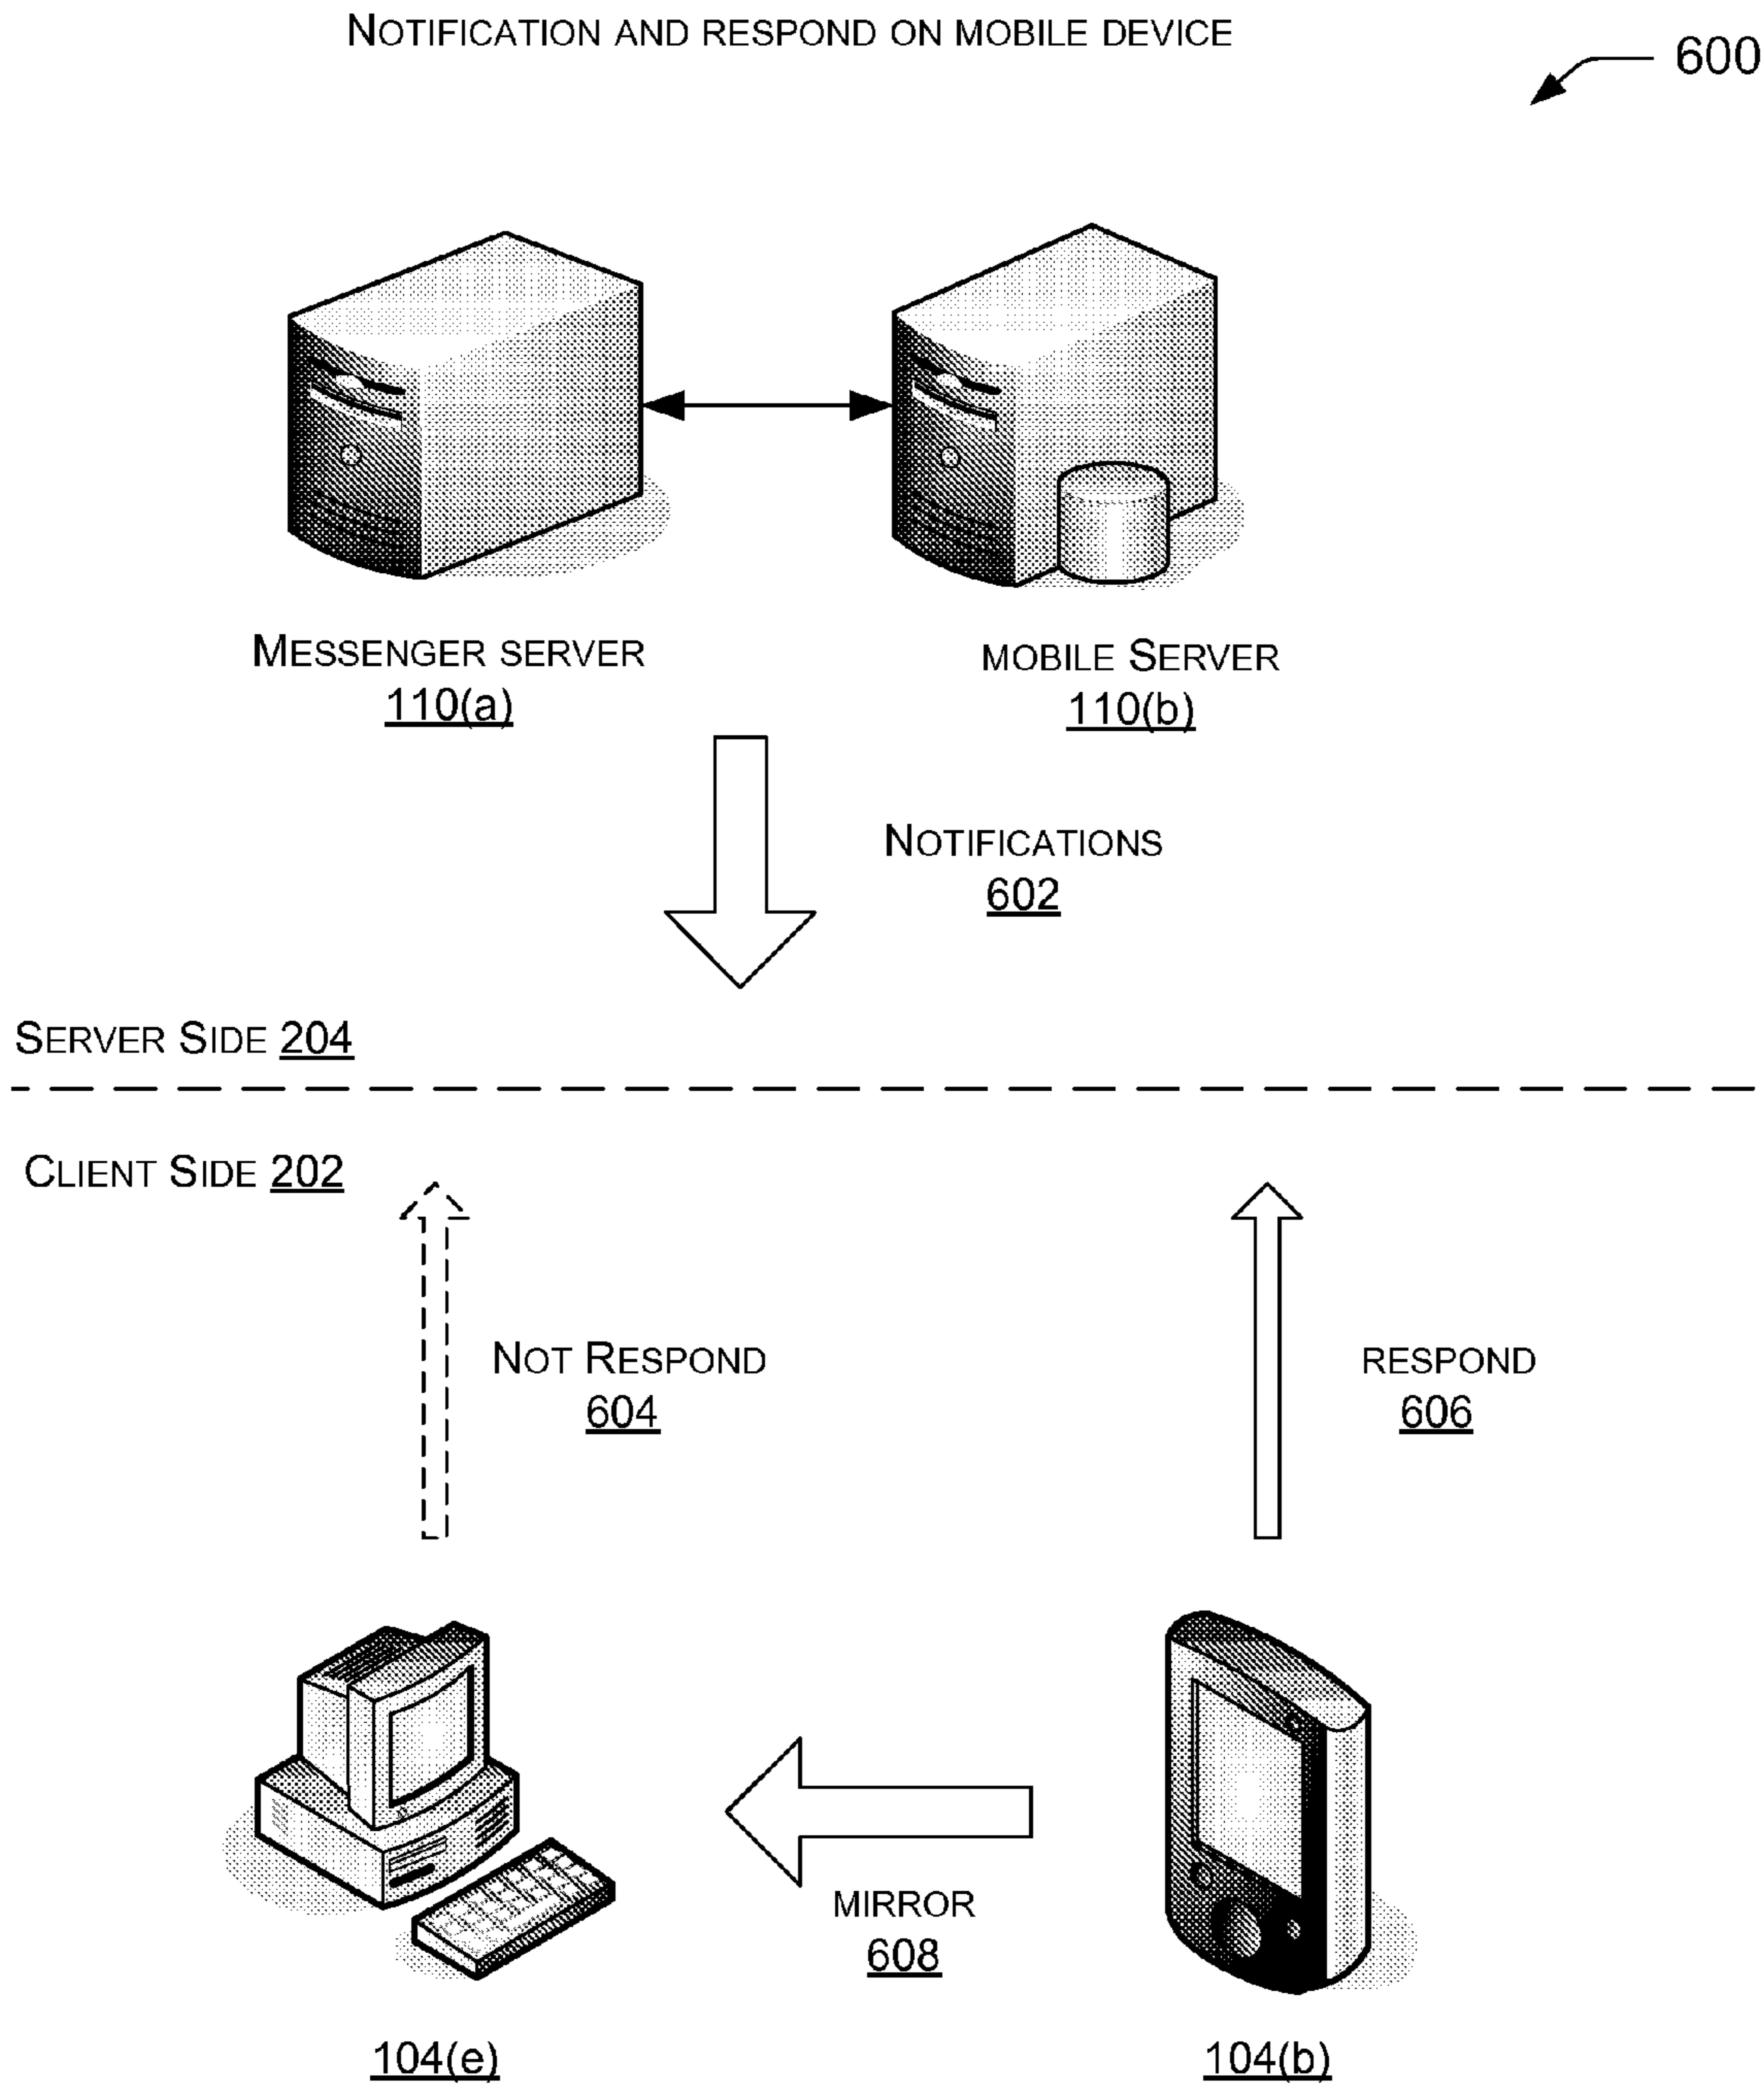 NOTIFICATION AND RESPOND ON MOBILE DEVICE
600
MESSENGER SERVER
110(a)
MOBILE SERVER
110(b)
NOTIFICATIONS
602
SERVER SIDE 204
CLIENT SIDE 202
NOT RESPOND
604
RESPOND
606
MIRROR
608
104(e)
104(b)